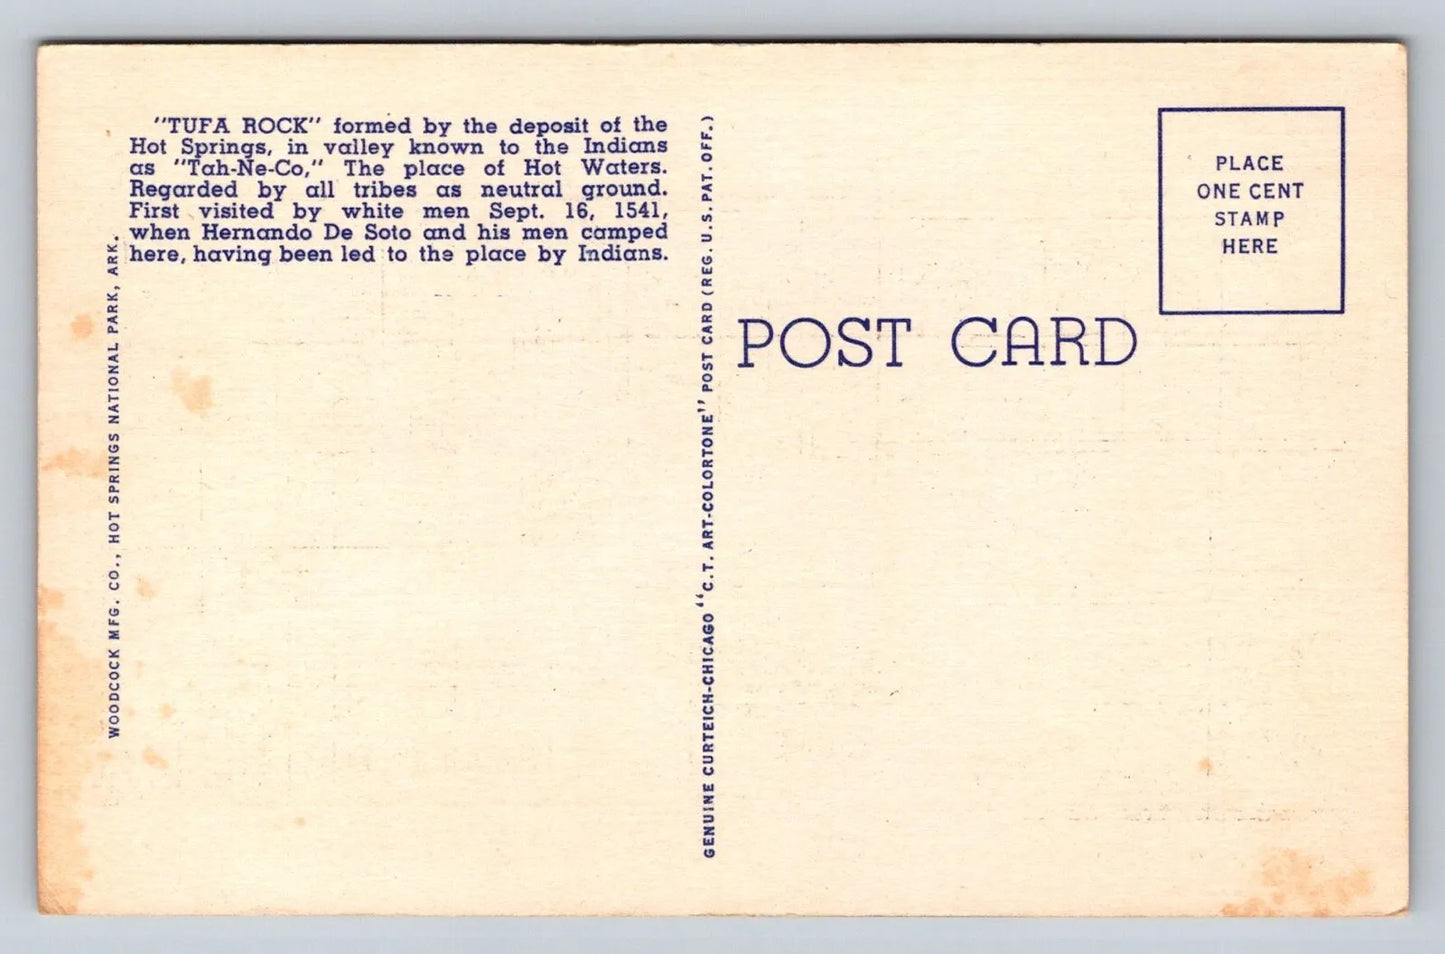 "TUFA ROCK" formed by the deposit of the
Hot Springs, in valley known to the Indians
as "Tah-Ne-Co," The place of Hot Waters.
Regarded by all tribes as neutral ground.
First visited by white men Sept. 16, 1541,
when Hernando De Soto and his men camped
here, having been led to the place by Indians.
WOODCOCK MFG. CO., HOT SPRINGS NATIONAL PARK, ARK.
GENUINE CURTEICH-CHICAGO "C.T. ART-COLORTONE" POST CARD (REG. U.S. PAT. OFF.)
POST CARD
PLACE
ONE CENT
STAMP
HERE